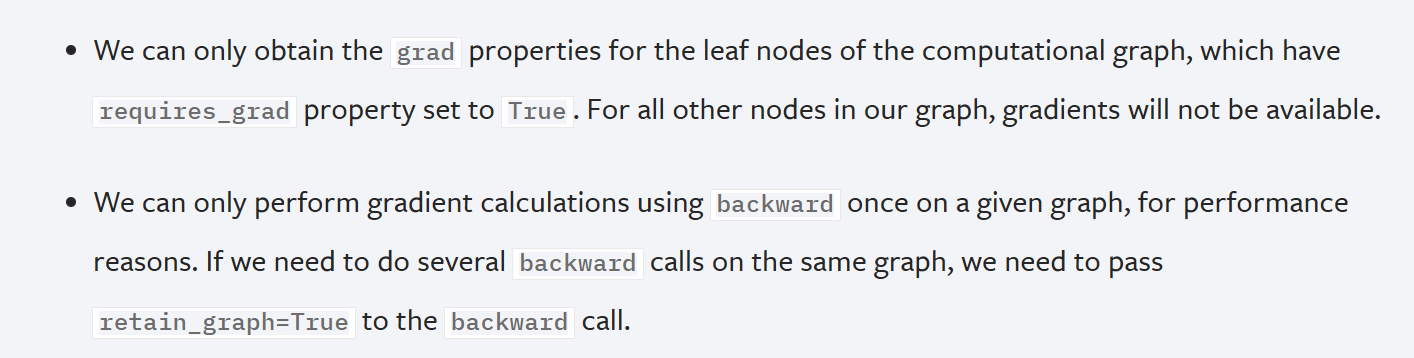 • We can only obtain the grad properties for the leaf nodes of the computational graph, which have
requires_grad property set to True. For all other nodes in our graph, gradients will not be available.
• We can only perform gradient calculations using backward once on a given graph, for performance
reasons. If we need to do several backward calls on the same graph, we need to pass
retain_graph=True to the backward call.